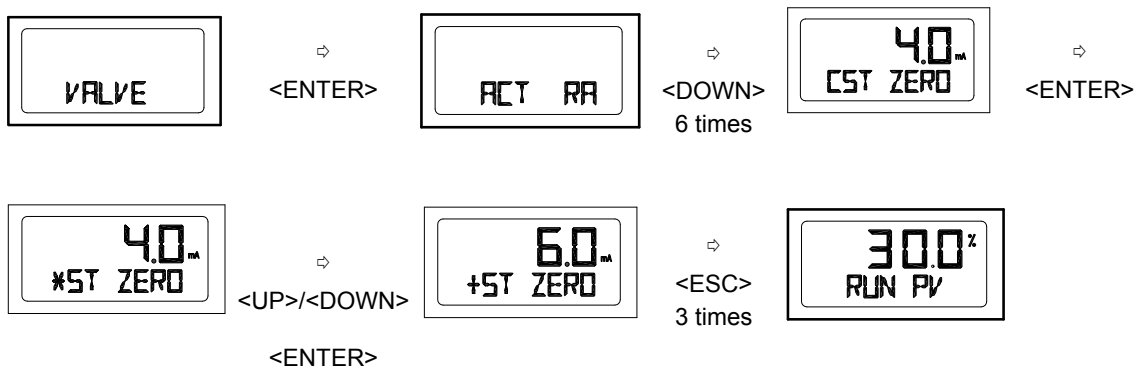 VALVE
⇨
<ENTER>
ACT RA
⇨
<DOWN>
6 times
4.0 mA
CST ZERO
⇨
<ENTER>
4.0 mA
*ST ZERO
⇨
<UP>/<DOWN>
<ENTER>
6.0 mA
+ST ZERO
⇨
<ESC>
3 times
30.0%
RUN PV